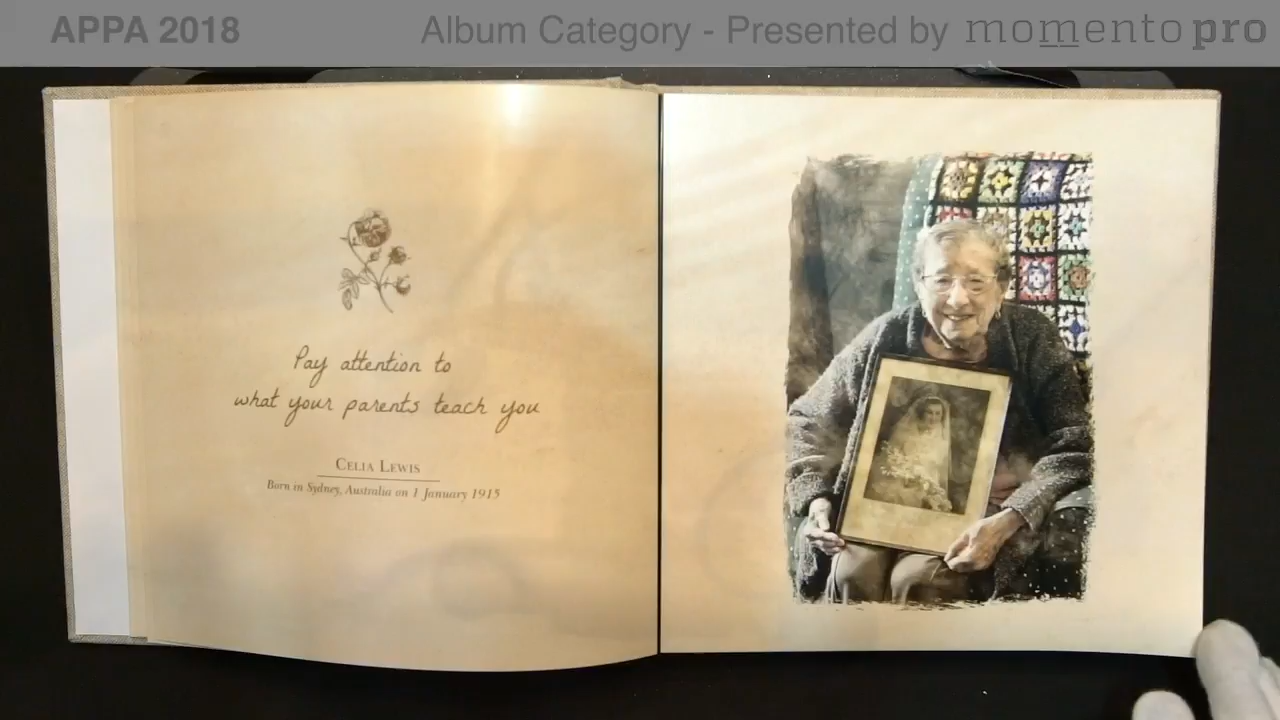 APPA 2018
Album Category - Presented by momento pro
Pay attention to
what your parents teach you
Celia Lewis
Born in Sydney, Australia on 1 January 1915